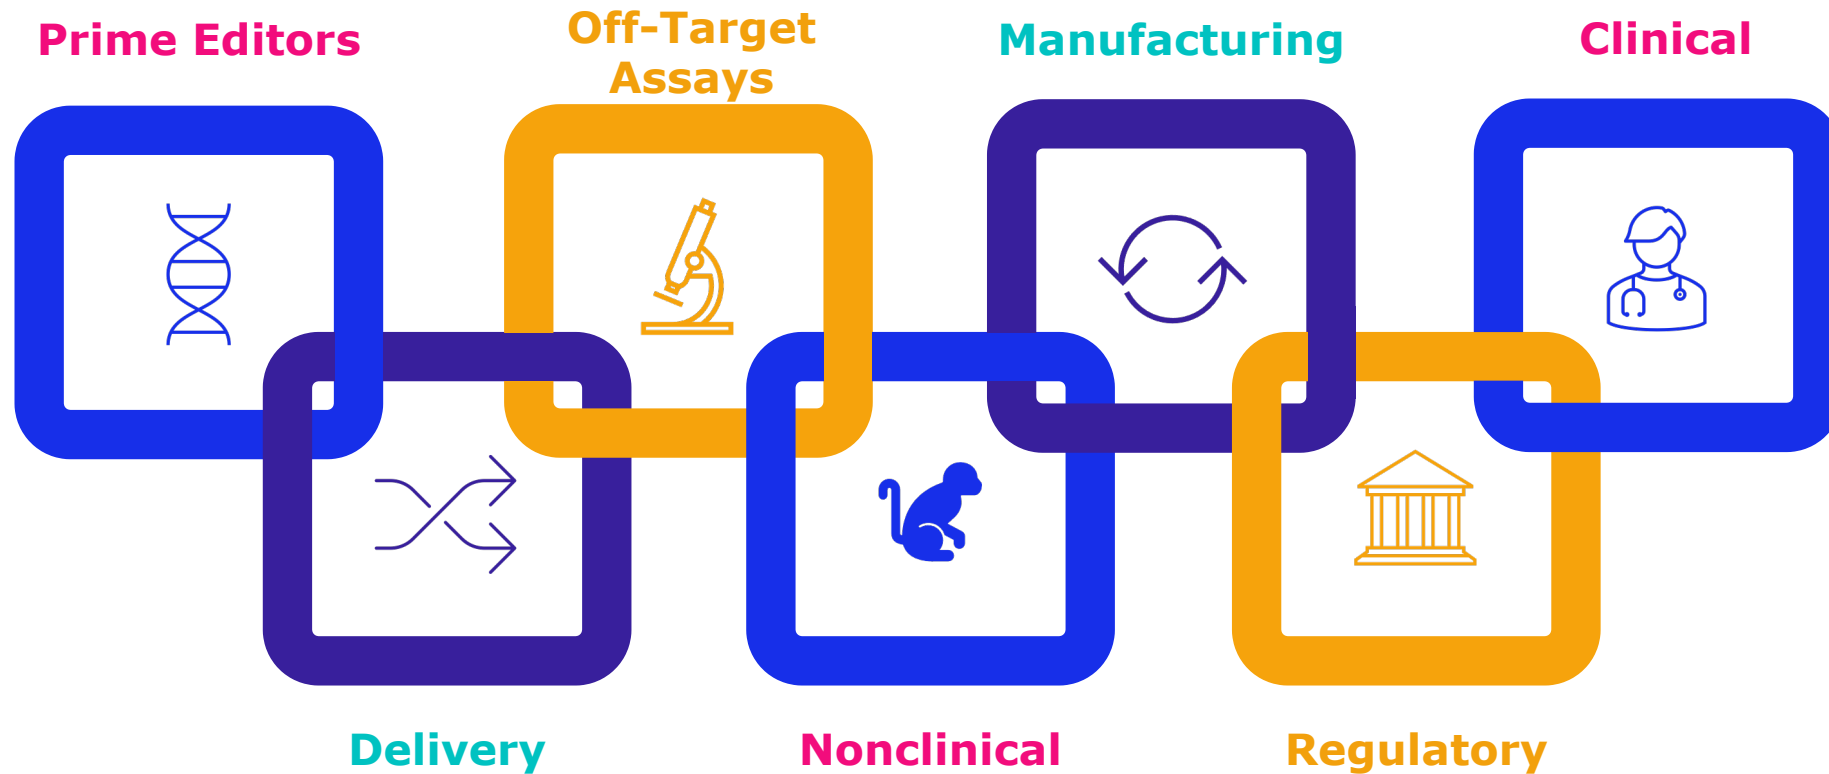 Prime Editors
Off-Target
Assays
Manufacturing
Clinical
Delivery
Nonclinical
Regulatory